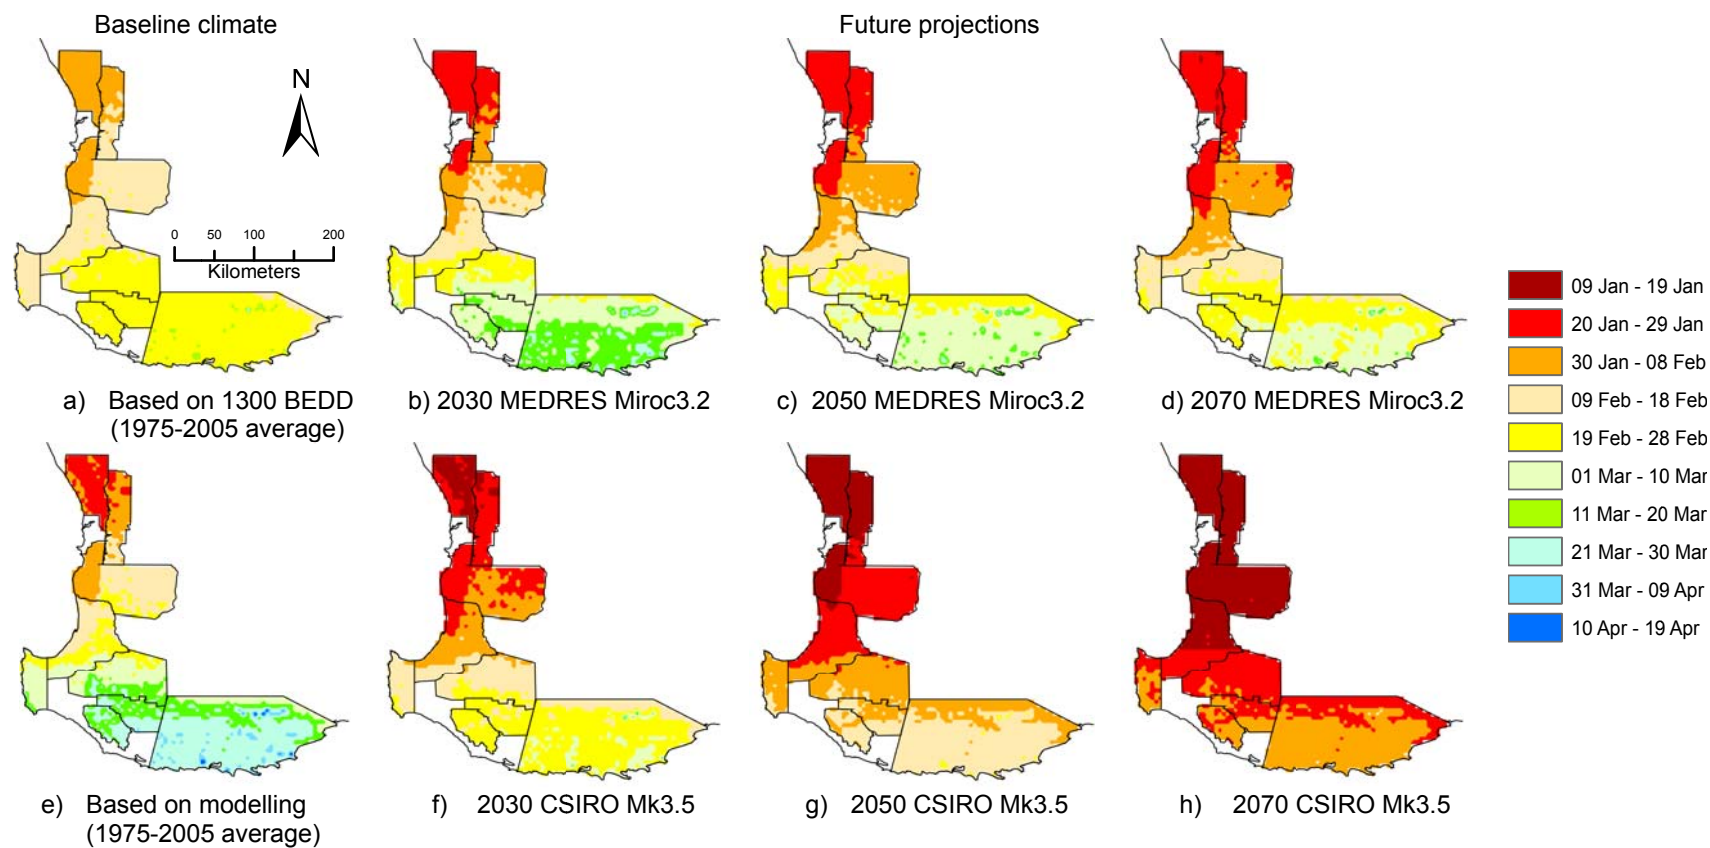 Baseline climate
Future projections
N
0 50 100 200
Kilometers
a) Based on 1300 BEDD
(1975-2005 average)
b) 2030 MEDRES Miroc3.2
c) 2050 MEDRES Miroc3.2
d) 2070 MEDRES Miroc3.2
e) Based on modelling
(1975-2005 average)
f) 2030 CSIRO Mk3.5
g) 2050 CSIRO Mk3.5
h) 2070 CSIRO Mk3.5
09 Jan - 19 Jan
20 Jan - 29 Jan
30 Jan - 08 Feb
09 Feb - 18 Feb
19 Feb - 28 Feb
01 Mar - 10 Mar
11 Mar - 20 Mar
21 Mar - 30 Mar
31 Mar - 09 Apr
10 Apr - 19 Apr